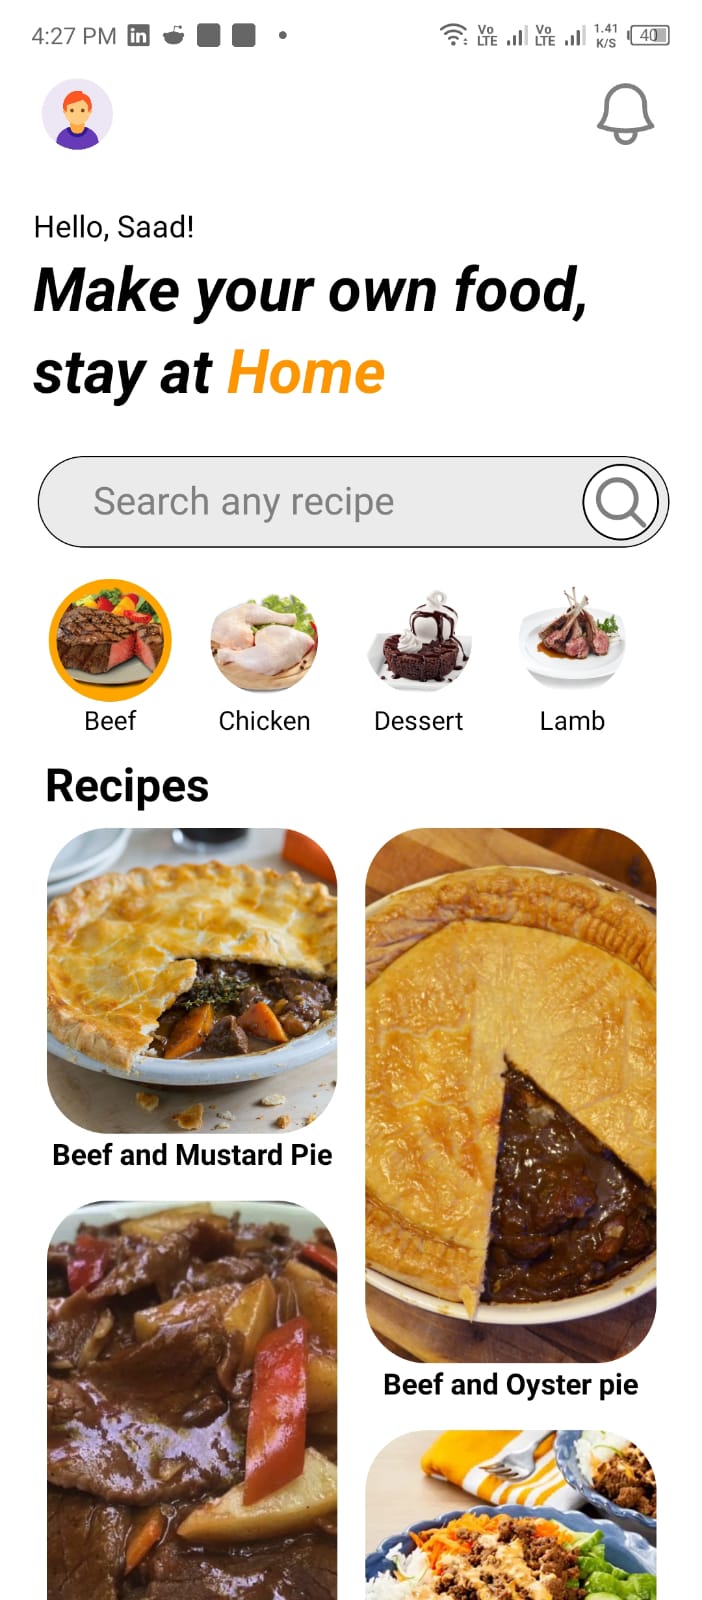 4:27 PM in Vo LTE Vo LTE 1.41 K/S 40
Hello, Saad!
Make your own food,
stay at Home
Search any recipe
Beef Chicken Dessert Lamb
Recipes
Beef and Mustard Pie
Beef and Oyster pie